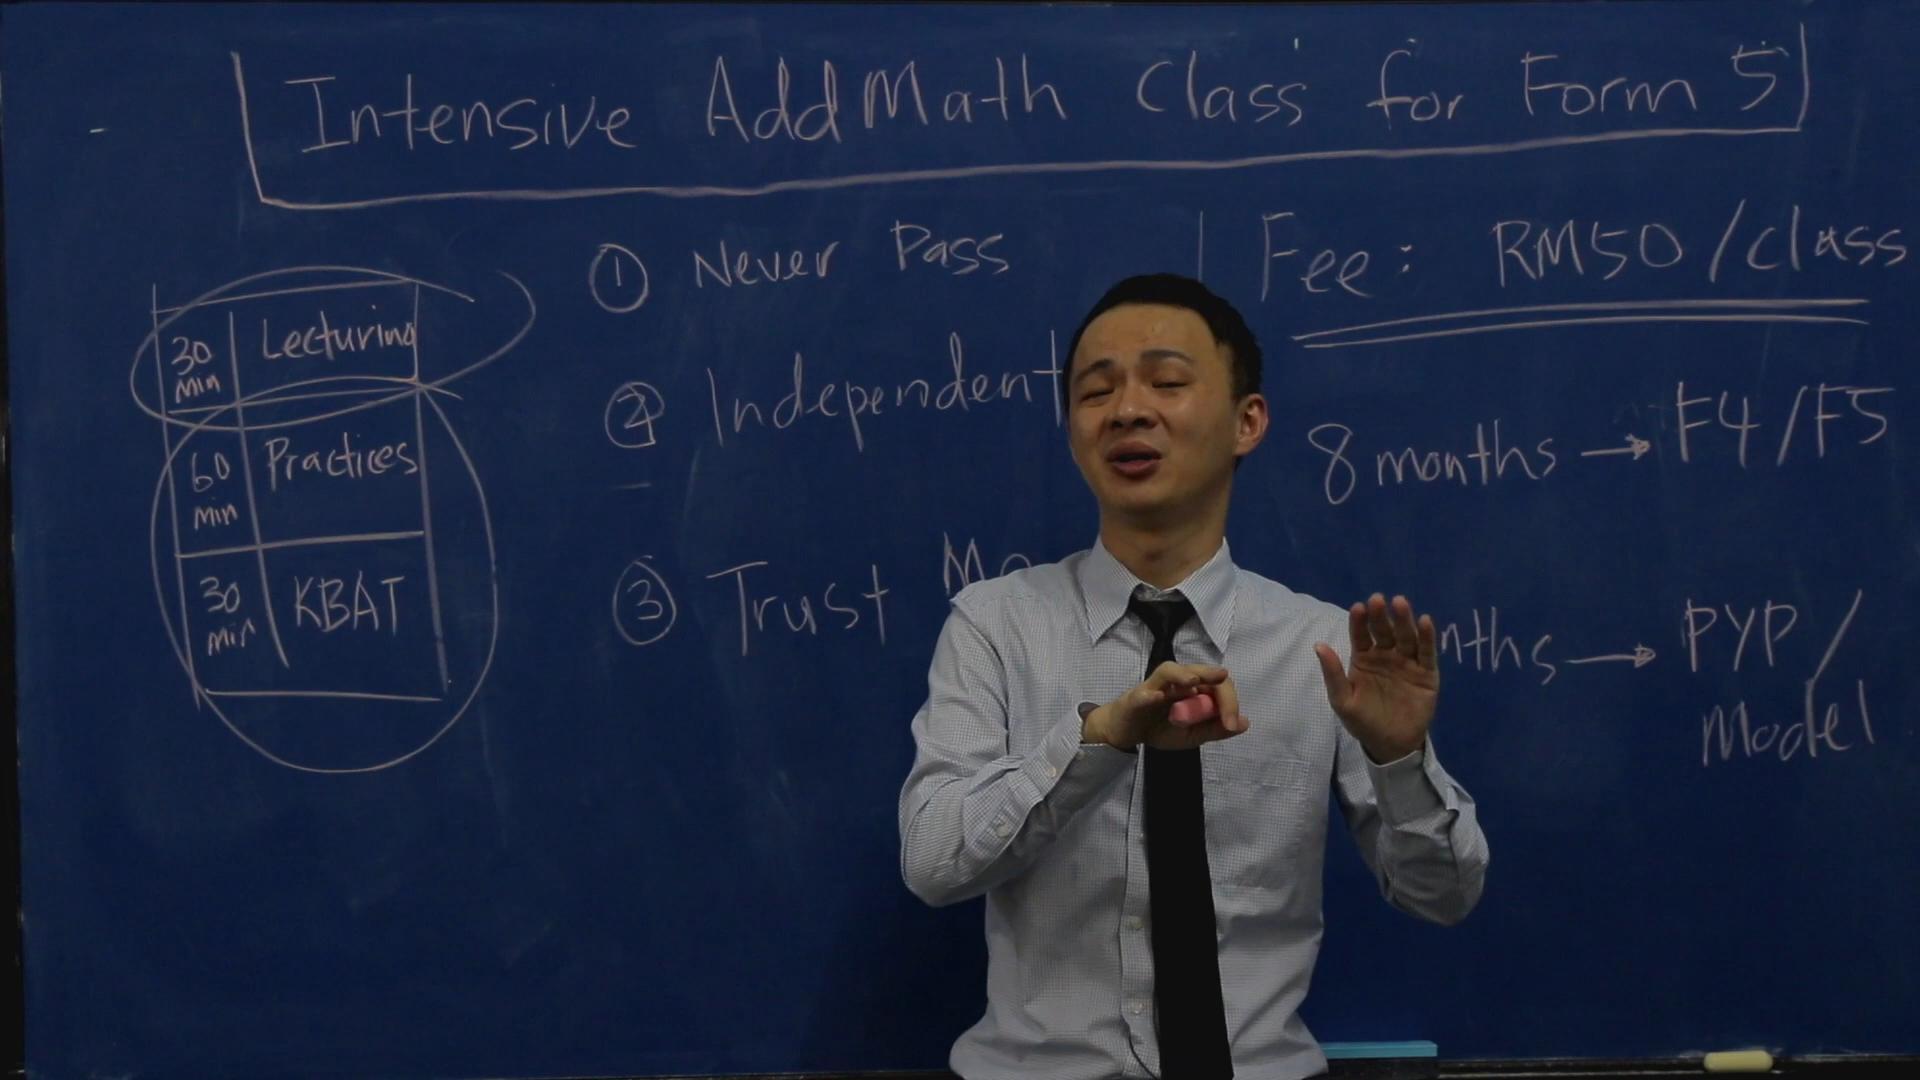 Intensive AddMath Class for Form 5
30 min Lecturing
60 min Practices
30 min KBAT
① Never Pass
② Independent
③ Trust
Fee: RM50/class
8 months → F4/F5
nths → PYP/
Model